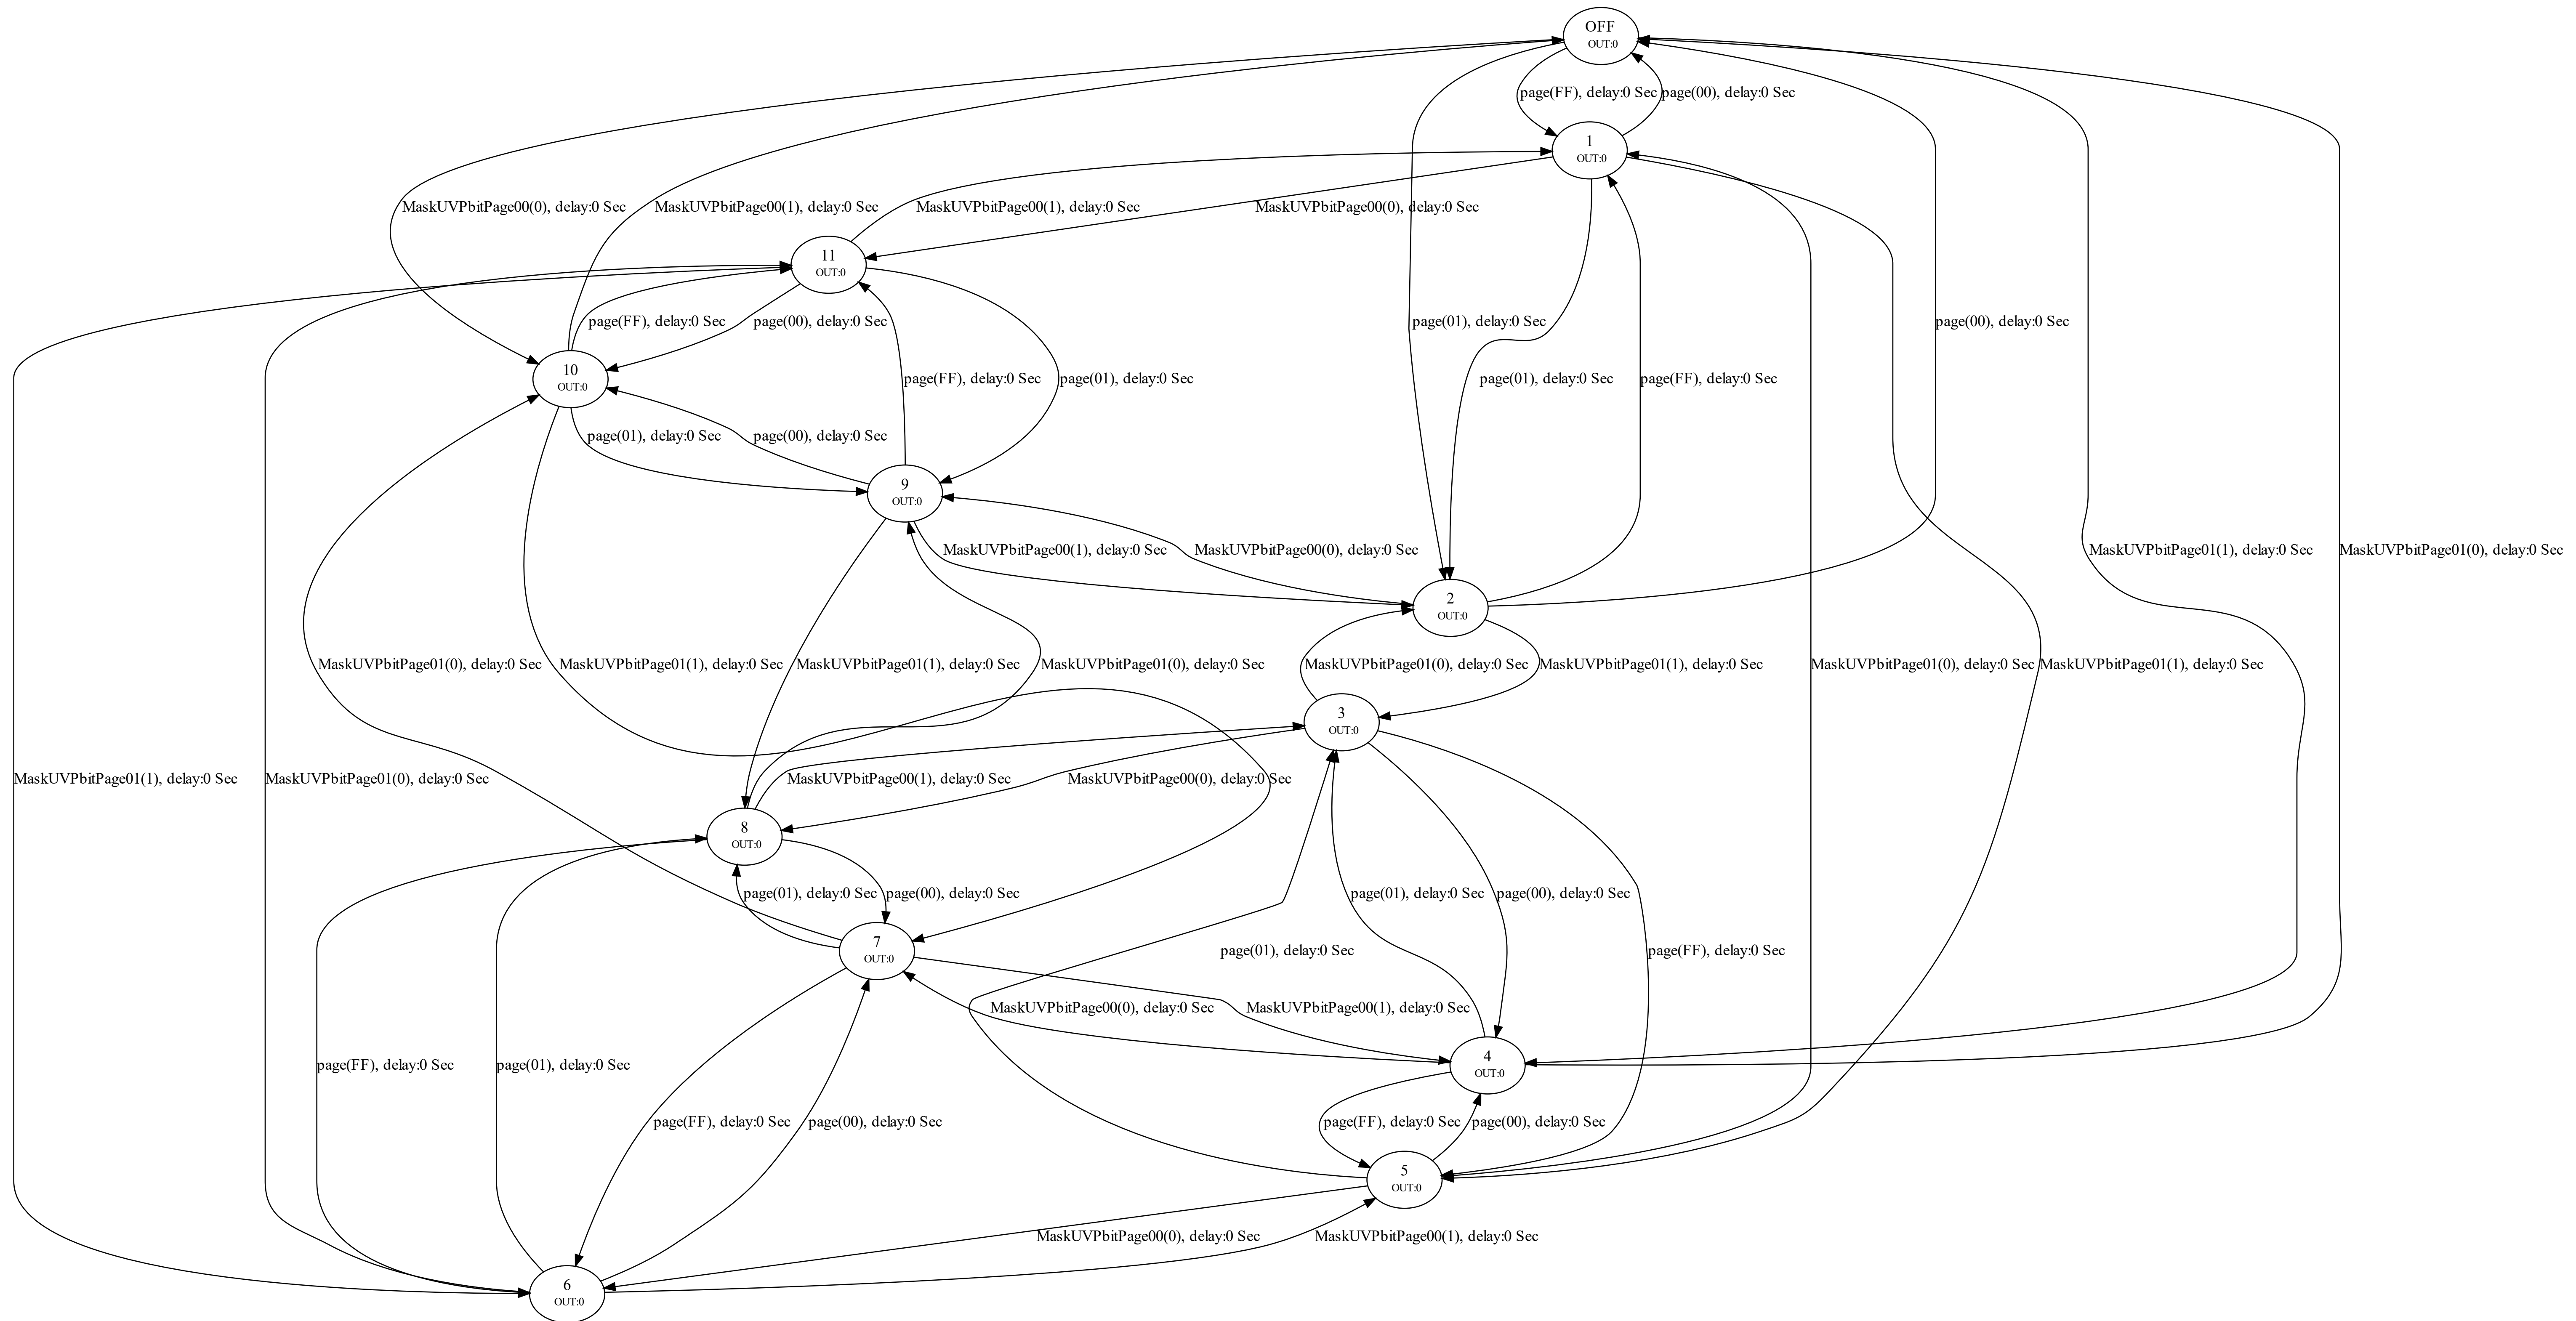 OFF
OUT:0
page(FF), delay:0 Sec
page(00), delay:0 Sec
1
OUT:0
MaskUVPbitPage00(0), delay:0 Sec
MaskUVPbitPage00(1), delay:0 Sec
MaskUVPbitPage00(1), delay:0 Sec
MaskUVPbitPage00(0), delay:0 Sec
11
OUT:0
page(FF), delay:0 Sec
page(00), delay:0 Sec
page(01), delay:0 Sec
page(00), delay:0 Sec
10
OUT:0
page(FF), delay:0 Sec
page(01), delay:0 Sec
page(01), delay:0 Sec
page(FF), delay:0 Sec
page(01), delay:0 Sec
page(00), delay:0 Sec
9
OUT:0
MaskUVPbitPage00(1), delay:0 Sec
MaskUVPbitPage00(0), delay:0 Sec
MaskUVPbitPage01(1), delay:0 Sec
MaskUVPbitPage01(0), delay:0 Sec
2
OUT:0
MaskUVPbitPage01(0), delay:0 Sec
MaskUVPbitPage01(1), delay:0 Sec
MaskUVPbitPage01(1), delay:0 Sec
MaskUVPbitPage01(0), delay:0 Sec
MaskUVPbitPage01(0), delay:0 Sec
MaskUVPbitPage01(1), delay:0 Sec
MaskUVPbitPage01(0), delay:0 Sec
MaskUVPbitPage01(1), delay:0 Sec
3
OUT:0
MaskUVPbitPage01(1), delay:0 Sec
MaskUVPbitPage01(0), delay:0 Sec
MaskUVPbitPage00(1), delay:0 Sec
MaskUVPbitPage00(0), delay:0 Sec
8
OUT:0
page(01), delay:0 Sec
page(00), delay:0 Sec
page(01), delay:0 Sec
page(00), delay:0 Sec
7
OUT:0
page(01), delay:0 Sec
page(FF), delay:0 Sec
MaskUVPbitPage00(0), delay:0 Sec
MaskUVPbitPage00(1), delay:0 Sec
4
OUT:0
page(FF), delay:0 Sec
page(01), delay:0 Sec
page(FF), delay:0 Sec
page(00), delay:0 Sec
page(FF), delay:0 Sec
page(00), delay:0 Sec
5
OUT:0
MaskUVPbitPage00(0), delay:0 Sec
MaskUVPbitPage00(1), delay:0 Sec
6
OUT:0